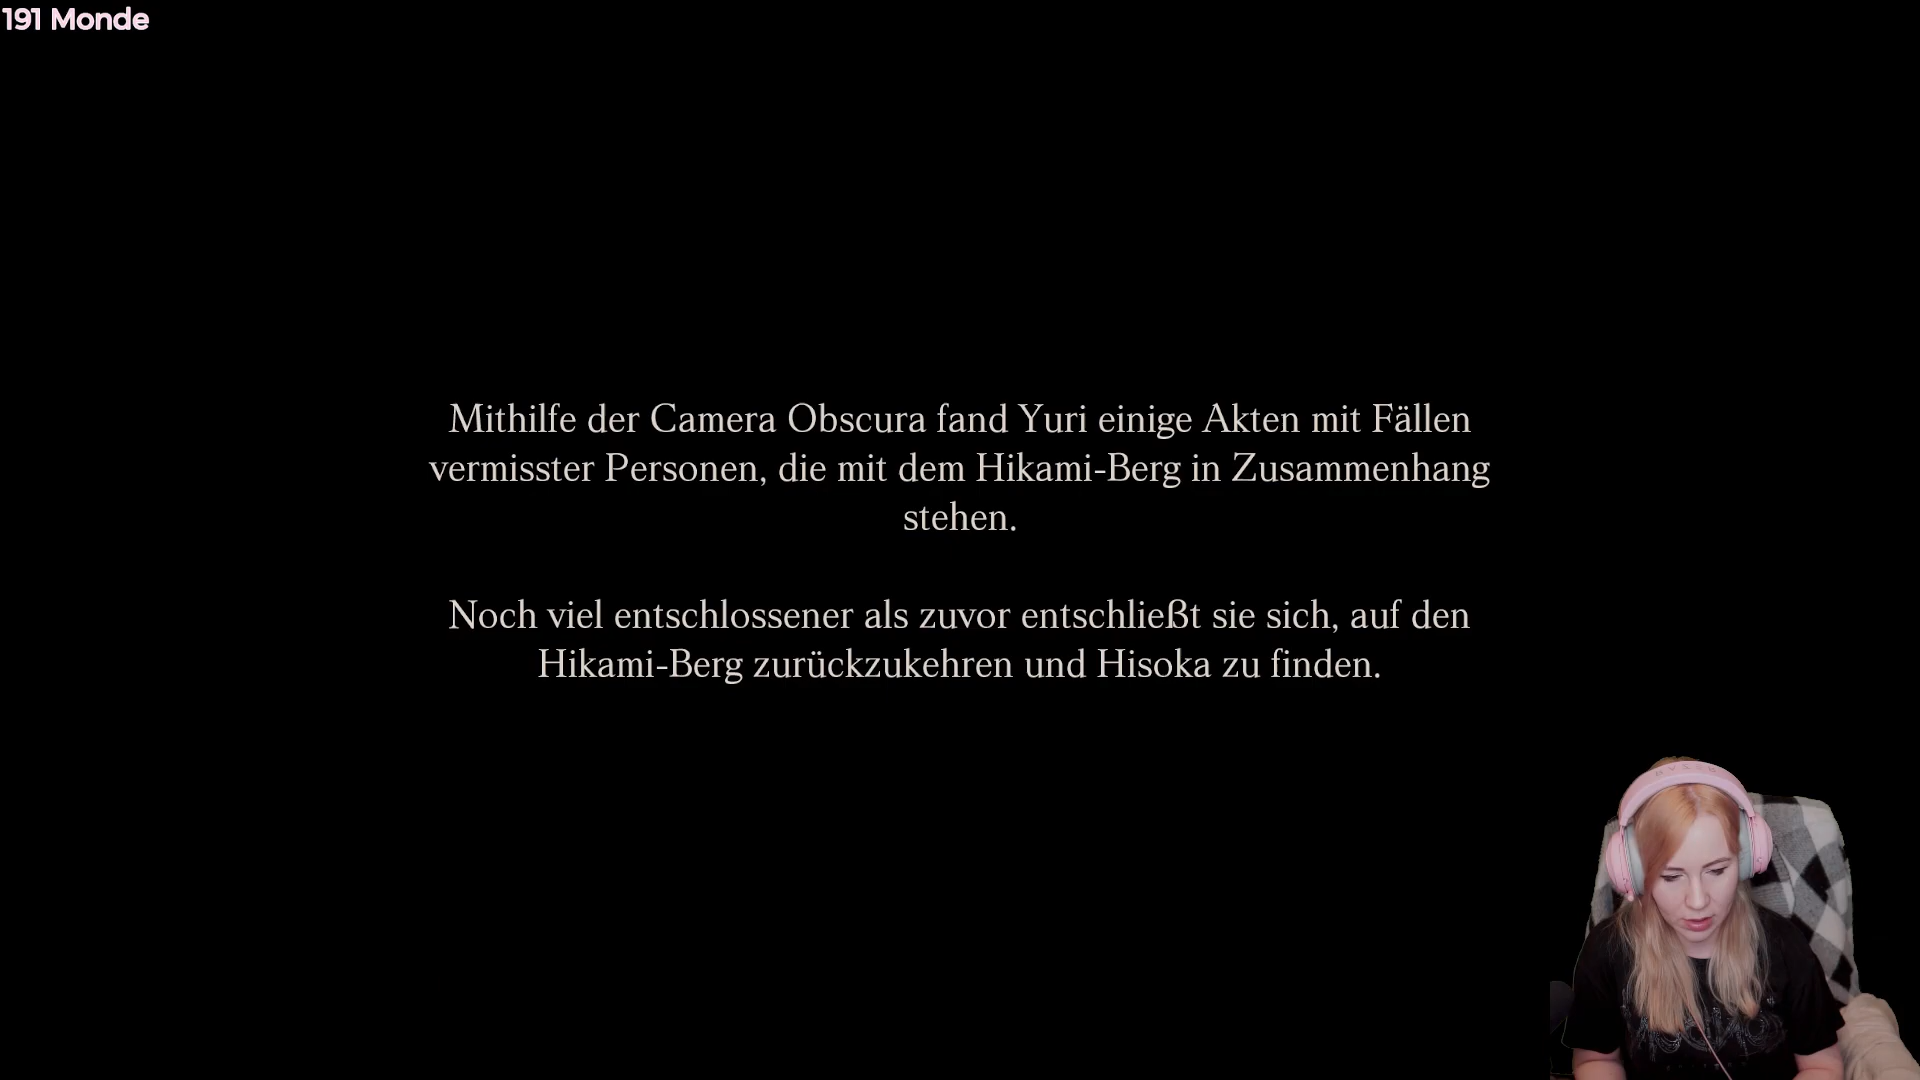 191 Monde
Mithilfe der Camera Obscura fand Yuri einige Akten mit Fällen
vermisster Personen, die mit dem Hikami-Berg in Zusammenhang
stehen.
Noch viel entschlossener als zuvor entschließt sie sich, auf den
Hikami-Berg zurückzukehren und Hisoka zu finden.